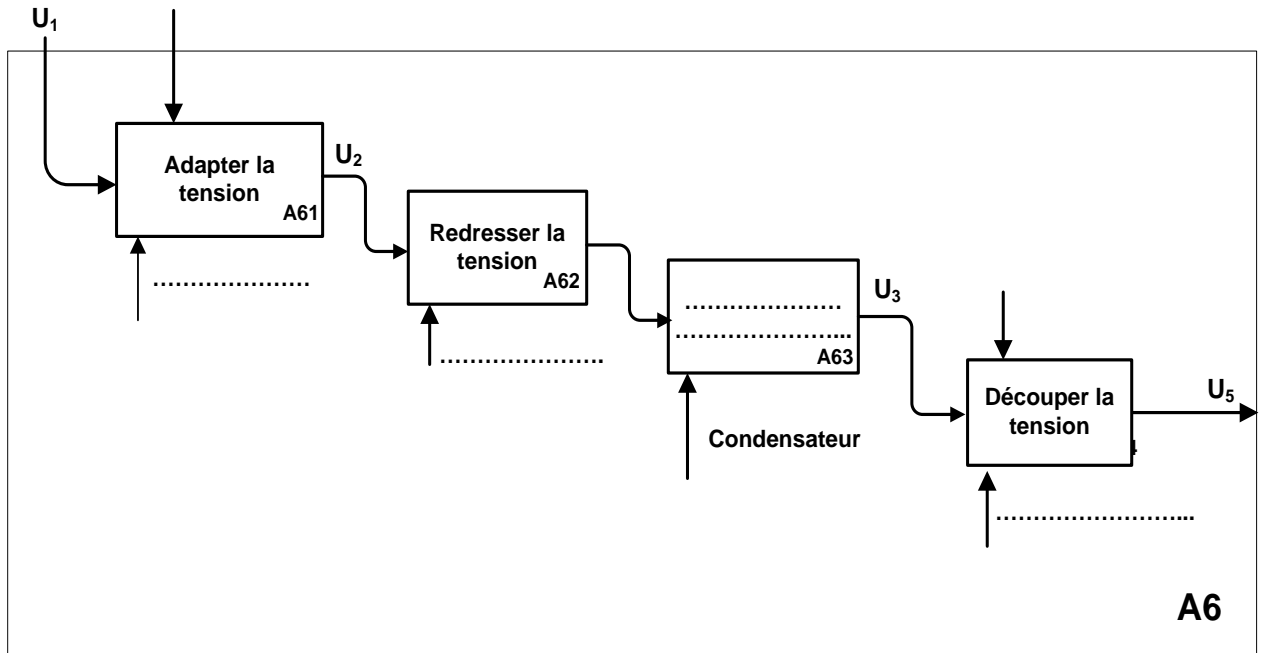 U1
Adapter la
tension
A61
U2
.....................
Redresser la
tension
A62
......................
.....................
........................
A63
U3
Condensateur
Découper la
tension
U5
...........................
A6